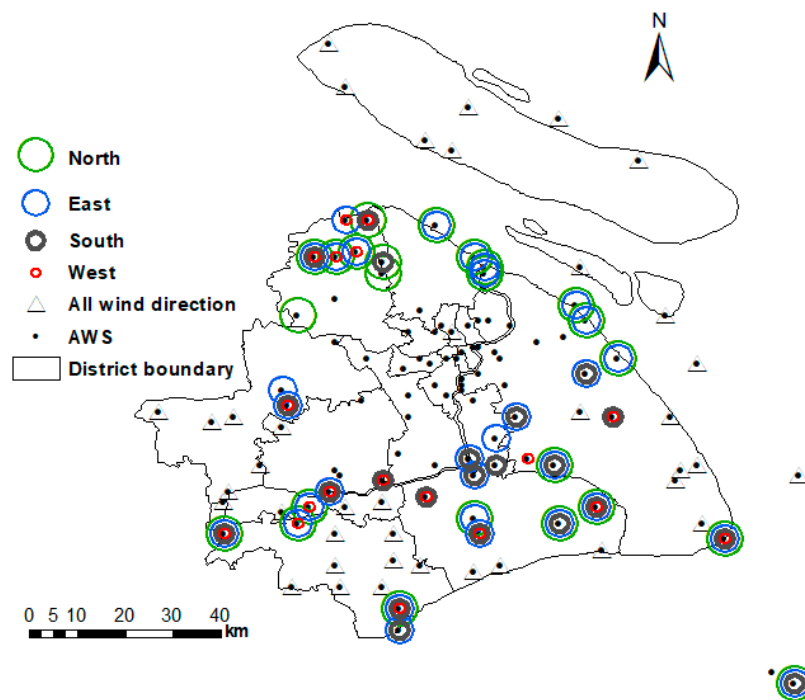 N
North
East
South
West
All wind direction
AWS
District boundary
0 5 10 20 30 40
km